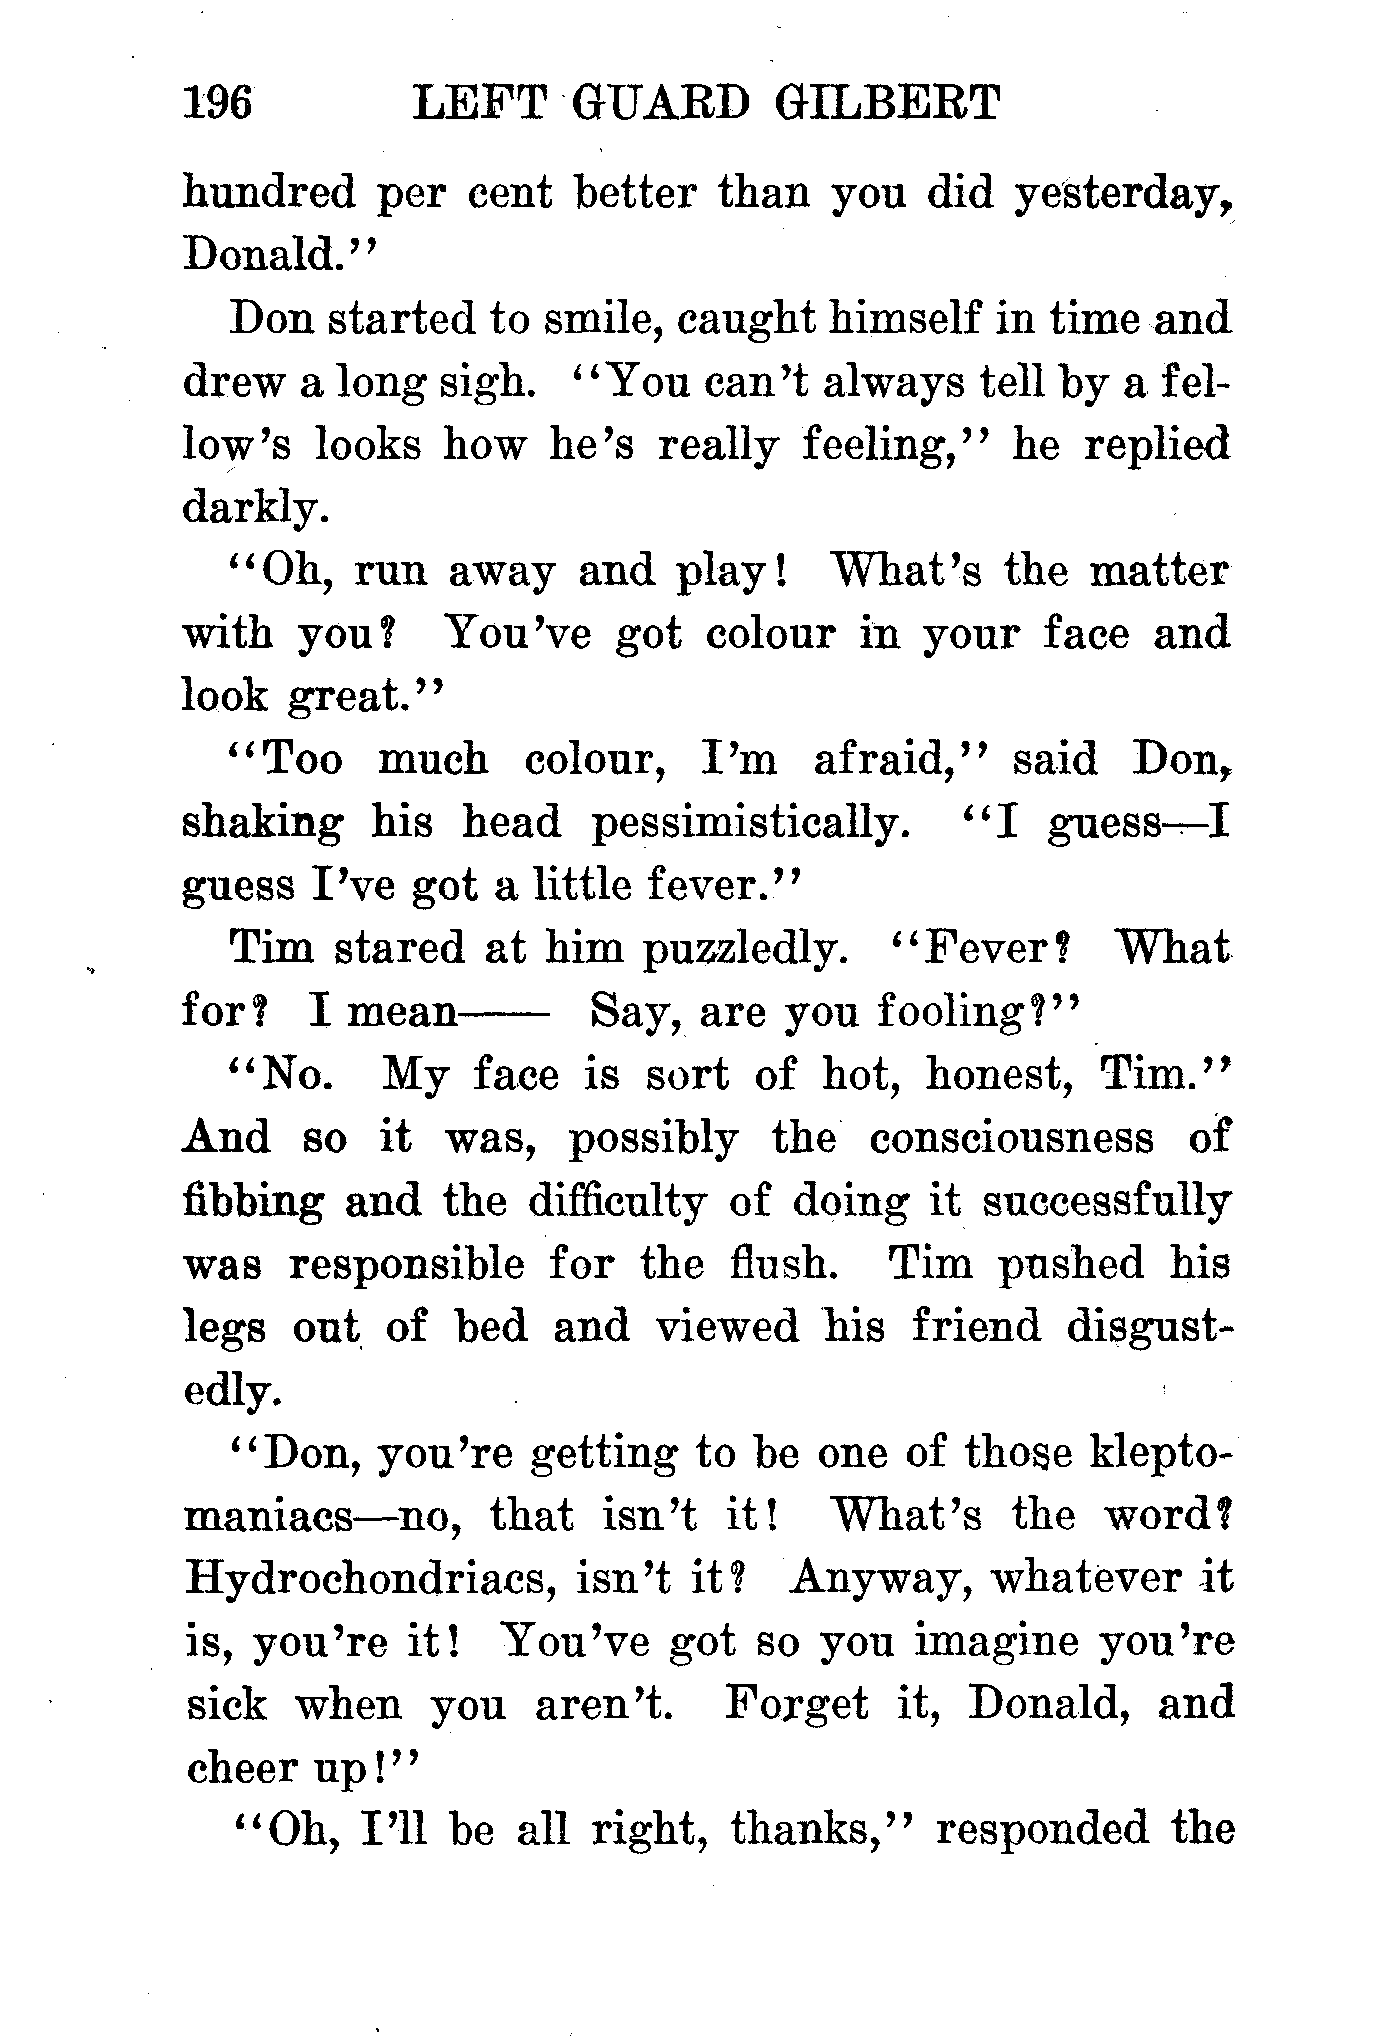 196 LEFT GUARD GILBERT
hundred per cent better than you did yesterday,
Donald."
Don started to smile, caught himself in time and
drew a long sigh. "You can't always tell by a fel-
low's looks how he's really feeling," he replied
darkly.
"Oh, run away and play! What's the matter
with you? You've got colour in your face and
look great."
"Too much colour, I'm afraid," said Don,
shaking his head pessimistically. "I guess—I
guess I've got a little fever."
Tim stared at him puzzledly. "Fever? What
for? I mean—— Say, are you fooling?"
"No. My face is sort of hot, honest, Tim."
And so it was, possibly the consciousness of
fibbing and the difficulty of doing it successfully
was responsible for the flush. Tim pushed his
legs out of bed and viewed his friend disgust-
edly.
"Don, you're getting to be one of those klepto-
maniacs—no, that isn't it! What's the word?
Hydrochondriacs, isn't it? Anyway, whatever it
is, you're it! You've got so you imagine you're
sick when you aren't. Forget it, Donald, and
cheer up!"
"Oh, I'll be all right, thanks," responded the